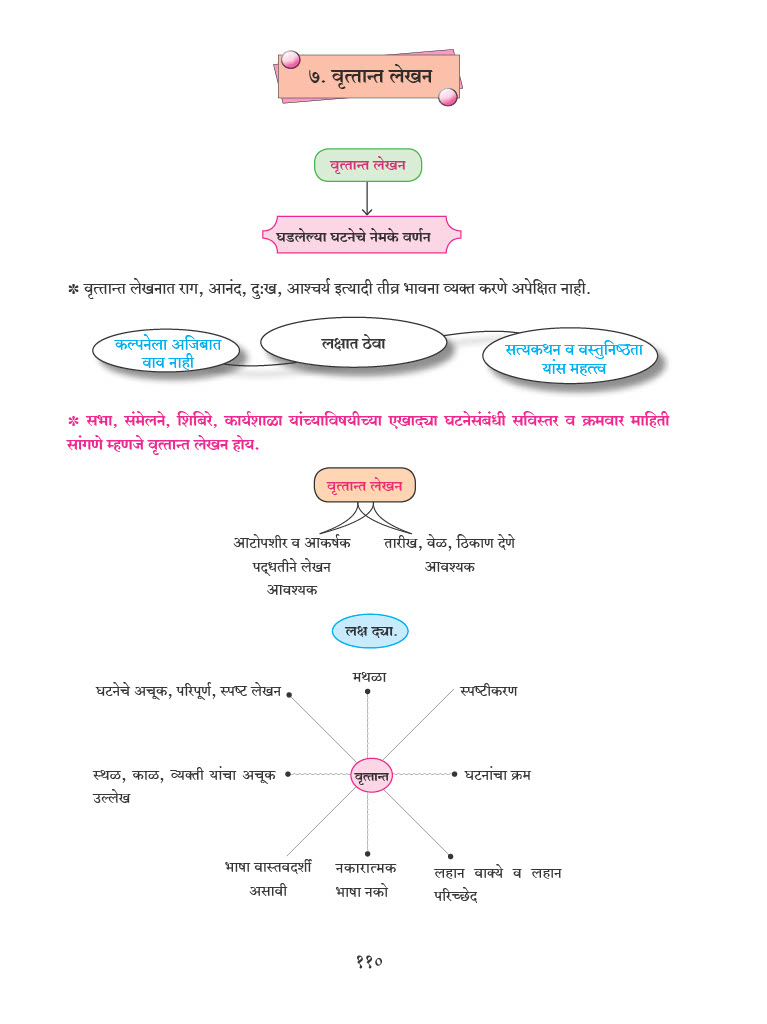 ७. वृत्तान्त लेखन
वृत्तान्त लेखन
घडलेल्या घटनेचे नेमके वर्णन
* वृत्तान्त लेखनात राग, आनंद, दुःख, आश्चर्य इत्यादी तीव्र भावना व्यक्त करणे अपेक्षित नाही.
कल्पनेला अजिबात
वाव नाही
लक्षात ठेवा
सत्यकथन व वस्तुनिष्ठता
यांस महत्त्व
* सभा, संमेलने, शिबिरे, कार्यशाळा यांच्याविषयीच्या एखाद्या घटनेसंबंधी सविस्तर व क्रमवार माहिती
सांगणे म्हणजे वृत्तान्त लेखन होय.
वृत्तान्त लेखन
आटोपशीर व आकर्षक
पद्धतीने लेखन
आवश्यक
तारीख, वेळ, ठिकाण देणे
आवश्यक
लक्ष द्या.
मथळा
घटनेचे अचूक, परिपूर्ण, स्पष्ट लेखन
स्पष्टीकरण
स्थळ, काळ, व्यक्ती यांचा अचूक
उल्लेख
वृत्तान्त
घटनांचा क्रम
भाषा वास्तवदर्शी
असावी
नकारात्मक
भाषा नको
लहान वाक्ये व लहान
परिच्छेद
११०